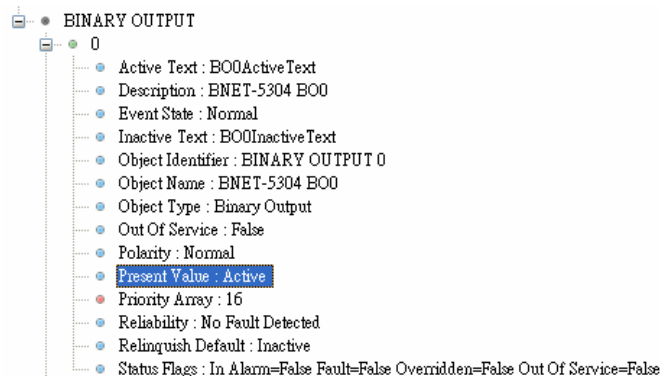 BINARY OUTPUT
0
Active Text : BO0ActiveText
Description : BNET-5304 BO0
Event State : Normal
Inactive Text : BO0InactiveText
Object Identifier : BINARY OUTPUT 0
Object Name : BNET-5304 BO0
Object Type : Binary Output
Out Of Service : False
Polarity : Normal
Present Value : Active
Priority Array : 16
Reliability : No Fault Detected
Relinquish Default : Inactive
Status Flags : In Alarm=False Fault=False Overridden=False Out Of Service=False